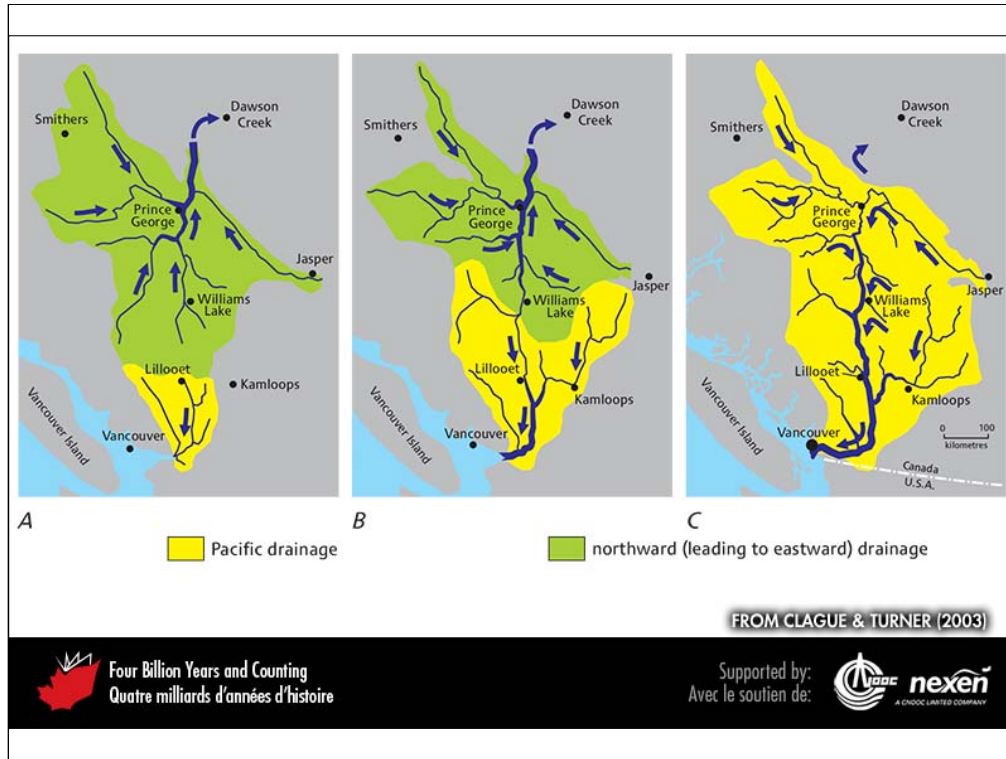 Smithers
Dawson
Creek
Prince
George
Jasper
Williams
Lake
Lillooet
Kamloops
Vancouver
Vancouver Island
A
Smithers
Dawson
Creek
Prince
George
Jasper
Williams
Lake
Lillooet
Kamloops
Vancouver
Vancouver Island
B
Smithers
Dawson
Creek
Prince
George
Jasper
Williams
Lake
Lillooet
Kamloops
Vancouver
Vancouver Island
0 100
kilometres
Canada
U.S.A.
C
Pacific drainage
northward (leading to eastward) drainage
FROM CLAGUE & TURNER (2003)
Four Billion Years and Counting
Quatre milliards d'années d'histoire
Supported by:
Avec le soutien de:
CNOOC
nexen
A CNOOC LIMITED COMPANY